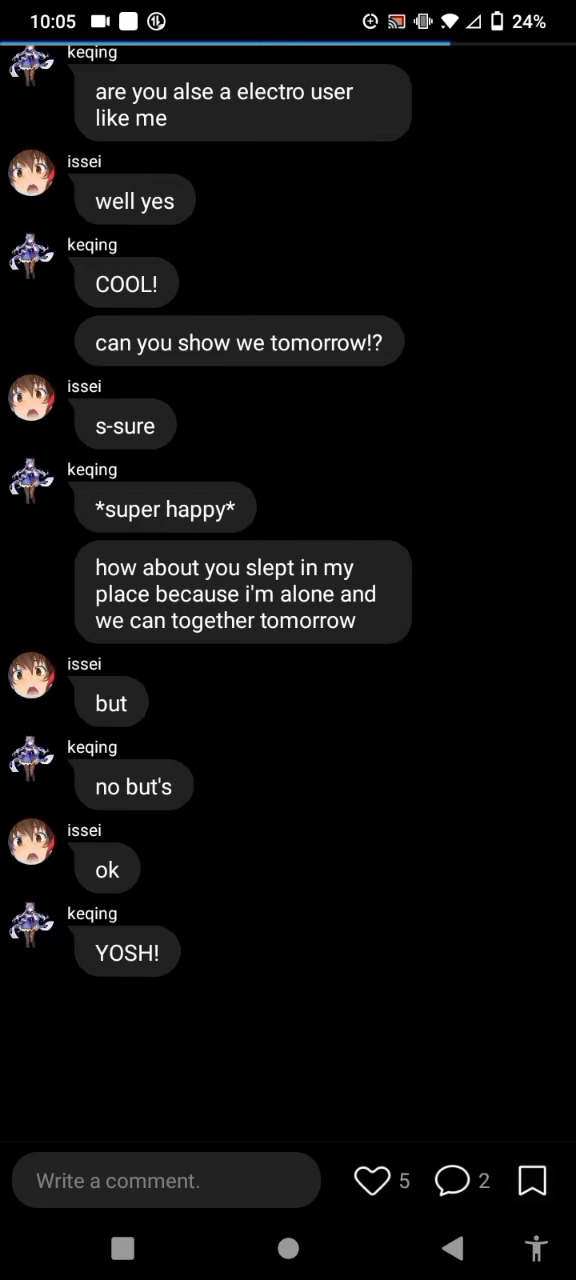 10:05
24%
keqing
are you alse a electro user
like me
issei
well yes
keqing
COOL!
can you show we tomorrow!?
issei
s-sure
keqing
*super happy*
how about you slept in my
place because i'm alone and
we can together tomorrow
issei
but
keqing
no but's
issei
ok
keqing
YOSH!
Write a comment.
5
2